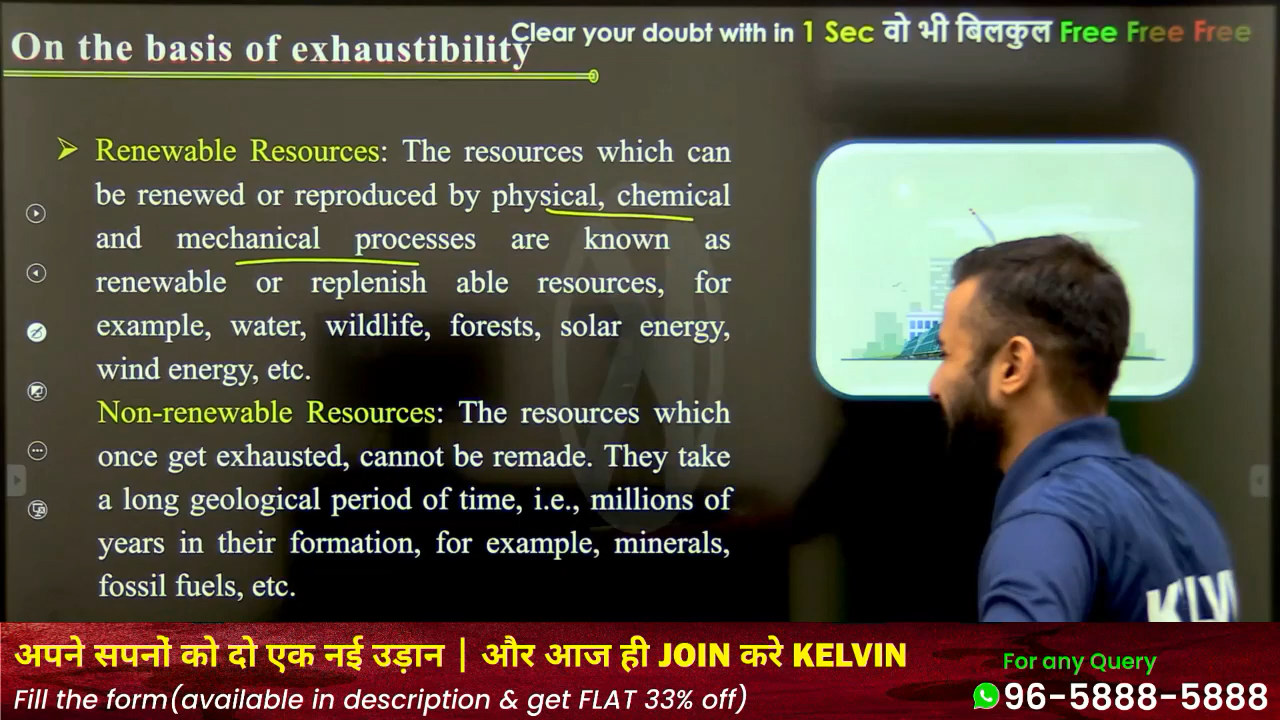 On the basis of exhaustibility
Clear your doubt with in 1 Sec वो भी बिलकुल Free Free Free
➢ Renewable Resources: The resources which can
be renewed or reproduced by physical, chemical
and mechanical processes are known as
renewable or replenish able resources, for
example, water, wildlife, forests, solar energy,
wind energy, etc.
Non-renewable Resources: The resources which
once get exhausted, cannot be remade. They take
a long geological period of time, i.e., millions of
years in their formation, for example, minerals,
fossil fuels, etc.
अपने सपनों को दो एक नई उड़ान | और आज ही JOIN करे KELVIN
Fill the form(available in description & get FLAT 33% off)
For any Query
96-5888-5888